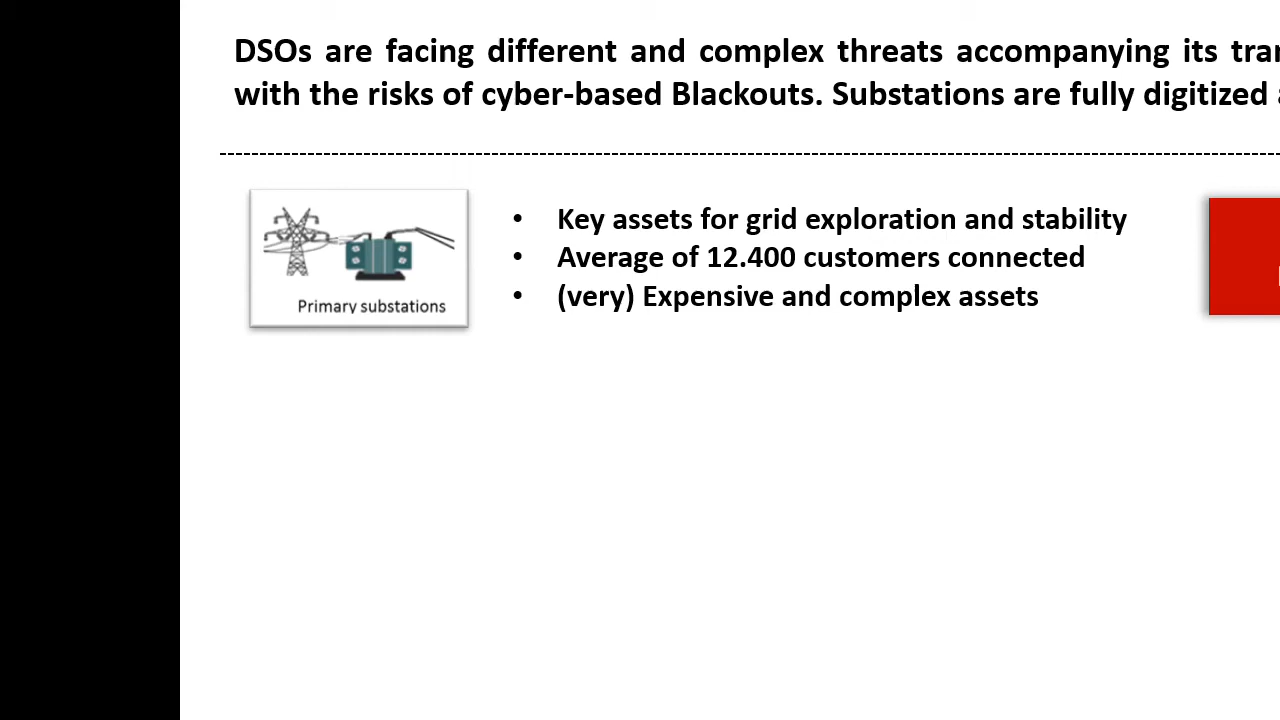 DSOs are facing different and complex threats accompanying its
with the risks of cyber-based Blackouts. Substations are fully digitized
• Key assets for grid exploration and stability
• Average of 12.400 customers connected
• (very) Expensive and complex assets
Primary substations